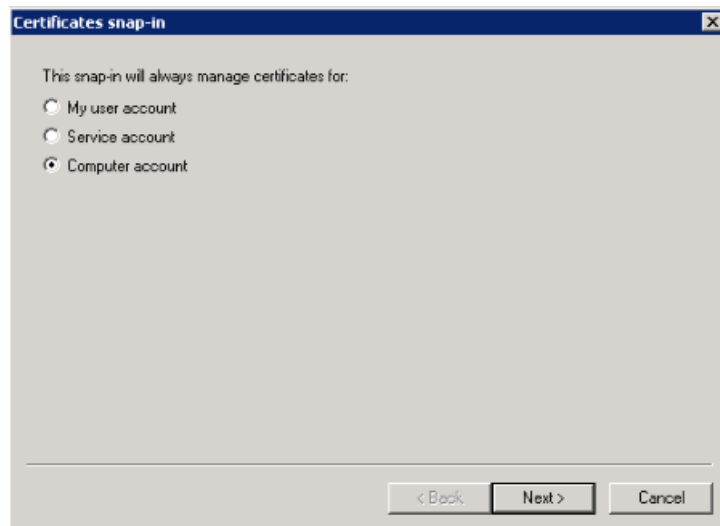 Certificates snap-in
This snap-in will always manage certificates for:
My user account
Service account
Computer account
< Back
Next >
Cancel